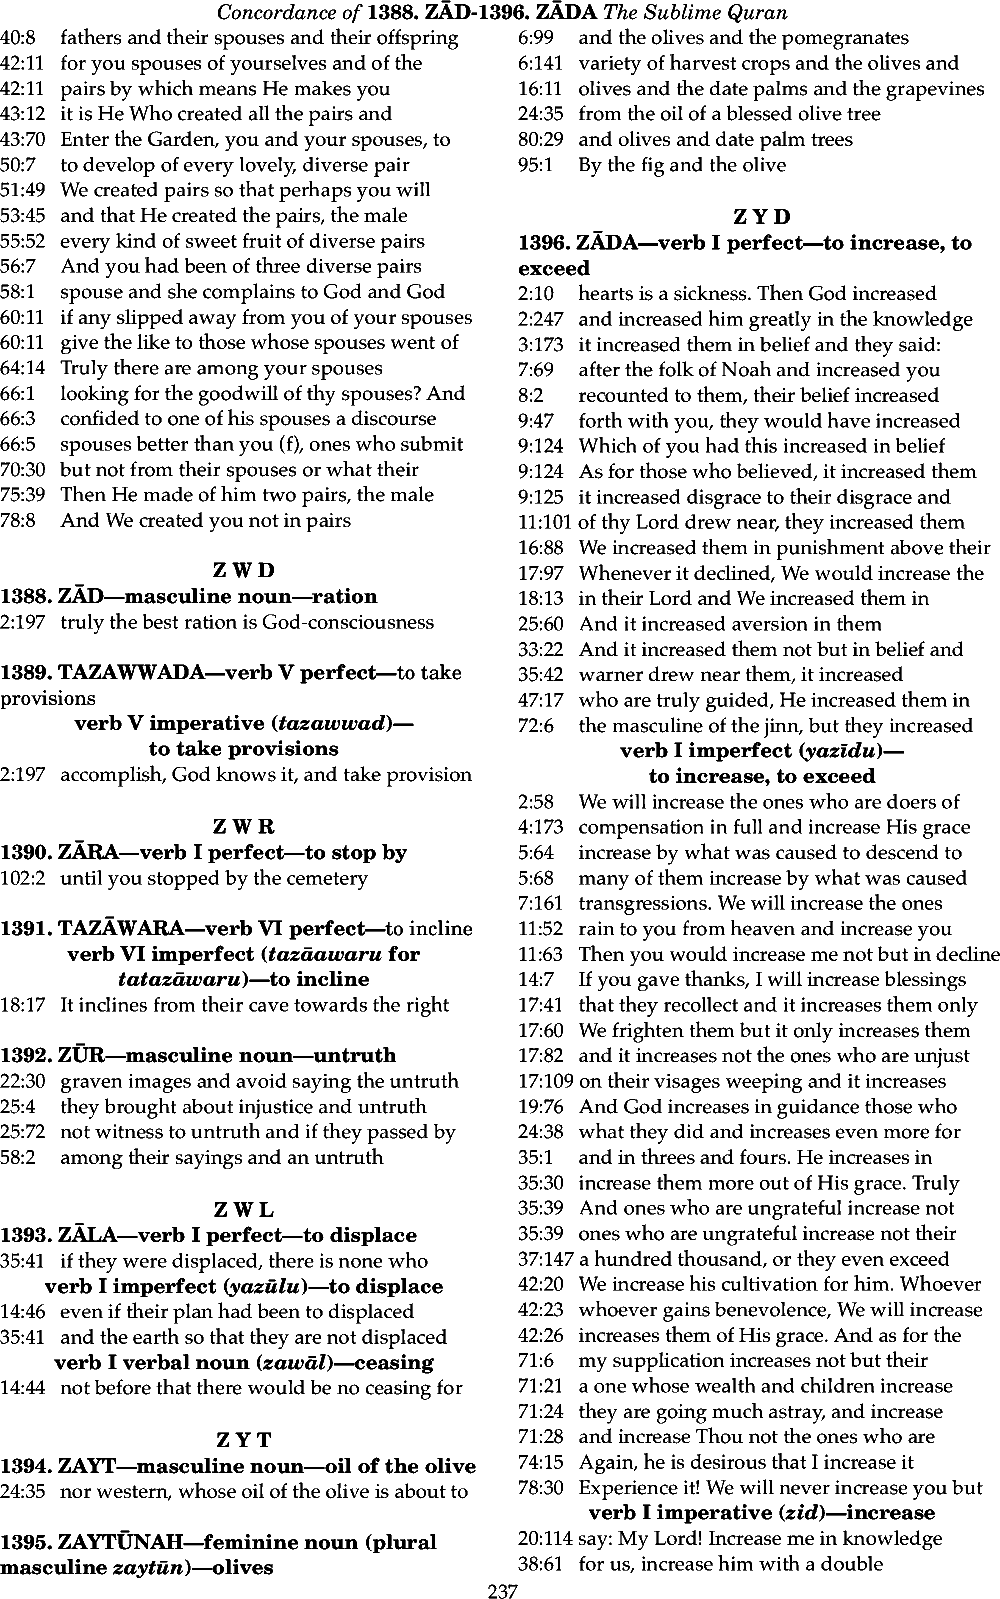 Concordance of 1388. ZĀD-1396. ZĀDA The Sublime Quran
40:8 fathers and their spouses and their offspring
42:11 for you spouses of yourselves and of the
42:11 pairs by which means He makes you
43:12 it is He Who created all the pairs and
43:70 Enter the Garden, you and your spouses, to
50:7 to develop of every lovely, diverse pair
51:49 We created pairs so that perhaps you will
53:45 and that He created the pairs, the male
55:52 every kind of sweet fruit of diverse pairs
56:7 And you had been of three diverse pairs
58:1 spouse and she complains to God and God
60:11 if any slipped away from you of your spouses
60:11 give the like to those whose spouses went of
64:14 Truly there are among your spouses
66:1 looking for the goodwill of thy spouses? And
66:3 confided to one of his spouses a discourse
66:5 spouses better than you (f), ones who submit
70:30 but not from their spouses or what their
75:39 Then He made of him two pairs, the male
78:8 And We created you not in pairs
Z W D
1388. ZĀD—masculine noun—ration
2:197 truly the best ration is God-consciousness
1389. TAZAWWADA—verb V perfect—to take
provisions
verb V imperative (tazawwad)—
to take provisions
2:197 accomplish, God knows it, and take provision
Z W R
1390. ZĀRA—verb I perfect—to stop by
102:2 until you stopped by the cemetery
1391. TAZĀWARA—verb VI perfect—to incline
verb VI imperfect (tazāawaru for
tatazāwaru)—to incline
18:17 It inclines from their cave towards the right
1392. ZŪR—masculine noun—untruth
22:30 graven images and avoid saying the untruth
25:4 they brought about injustice and untruth
25:72 not witness to untruth and if they passed by
58:2 among their sayings and an untruth
Z W L
1393. ZĀLA—verb I perfect—to displace
35:41 if they were displaced, there is none who
verb I imperfect (yazūlu)—to displace
14:46 even if their plan had been to displaced
35:41 and the earth so that they are not displaced
verb I verbal noun (zawāl)—ceasing
14:44 not before that there would be no ceasing for
Z Y T
1394. ZAYT—masculine noun—oil of the olive
24:35 nor western, whose oil of the olive is about to
1395. ZAYTŪNAH—feminine noun (plural
masculine zaytūn)—olives
6:99 and the olives and the pomegranates
6:141 variety of harvest crops and the olives and
16:11 olives and the date palms and the grapevines
24:35 from the oil of a blessed olive tree
80:29 and olives and date palm trees
95:1 By the fig and the olive
Z Y D
1396. ZĀDA—verb I perfect—to increase, to
exceed
2:10 hearts is a sickness. Then God increased
2:247 and increased him greatly in the knowledge
3:173 it increased them in belief and they said:
7:69 after the folk of Noah and increased you
8:2 recounted to them, their belief increased
9:47 forth with you, they would have increased
9:124 Which of you had this increased in belief
9:124 As for those who believed, it increased them
9:125 it increased disgrace to their disgrace and
11:101 of thy Lord drew near, they increased them
16:88 We increased them in punishment above their
17:97 Whenever it declined, We would increase the
18:13 in their Lord and We increased them in
25:60 And it increased aversion in them
33:22 And it increased them not but in belief and
35:42 warner drew near them, it increased
47:17 who are truly guided, He increased them in
72:6 the masculine of the jinn, but they increased
verb I imperfect (yazīdu)—
to increase, to exceed
2:58 We will increase the ones who are doers of
4:173 compensation in full and increase His grace
5:64 increase by what was caused to descend to
5:68 many of them increase by what was caused
7:161 transgressions. We will increase the ones
11:52 rain to you from heaven and increase you
11:63 Then you would increase me not but in decline
14:7 If you gave thanks, I will increase blessings
17:41 that they recollect and it increases them only
17:60 We frighten them but it only increases them
17:82 and it increases not the ones who are unjust
17:109 on their visages weeping and it increases
19:76 And God increases in guidance those who
24:38 what they did and increases even more for
35:1 and in threes and fours. He increases in
35:30 increase them more out of His grace. Truly
35:39 And ones who are ungrateful increase not
35:39 ones who are ungrateful increase not their
37:147 a hundred thousand, or they even exceed
42:20 We increase his cultivation for him. Whoever
42:23 whoever gains benevolence, We will increase
42:26 increases them of His grace. And as for the
71:6 my supplication increases not but their
71:21 a one whose wealth and children increase
71:24 they are going much astray, and increase
71:28 and increase Thou not the ones who are
74:15 Again, he is desirous that I increase it
78:30 Experience it! We will never increase you but
verb I imperative (zid)—increase
20:114 say: My Lord! Increase me in knowledge
38:61 for us, increase him with a double
237